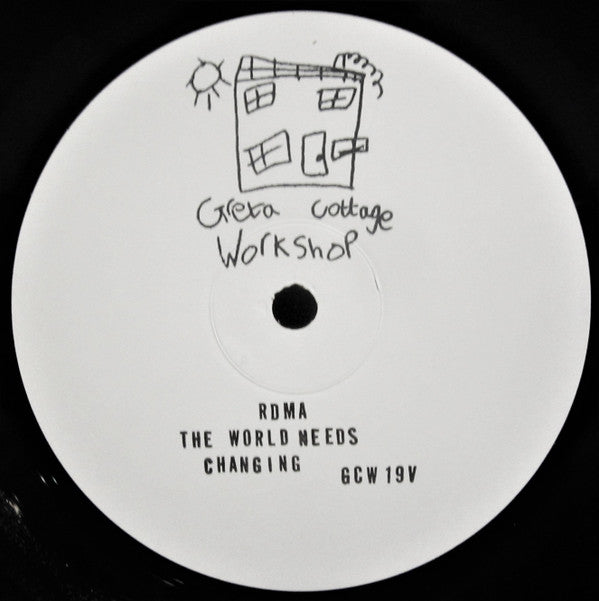 Greta Cottage
Workshop
RDMA
THE WORLD NEEDS
CHANGING
GCW 19V